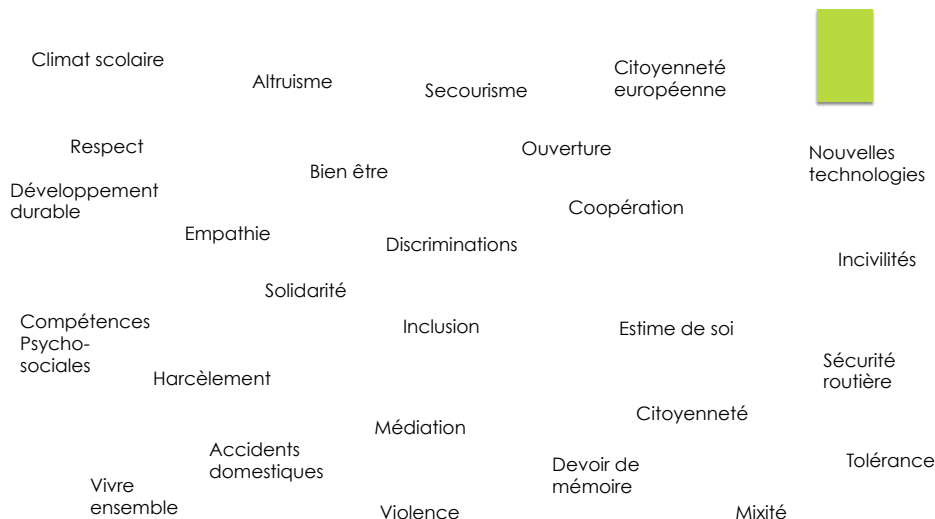 Climat scolaire
Altruisme
Secourisme
Citoyenneté
européenne
Respect
Bien être
Ouverture
Nouvelles
technologies
Développement
durable
Empathie
Discriminations
Coopération
Incivilités
Solidarité
Compétences
Psycho-
sociales
Inclusion
Estime de soi
Harcèlement
Sécurité
routière
Médiation
Citoyenneté
Accidents
domestiques
Devoir de
mémoire
Tolérance
Vivre
ensemble
Violence
Mixité